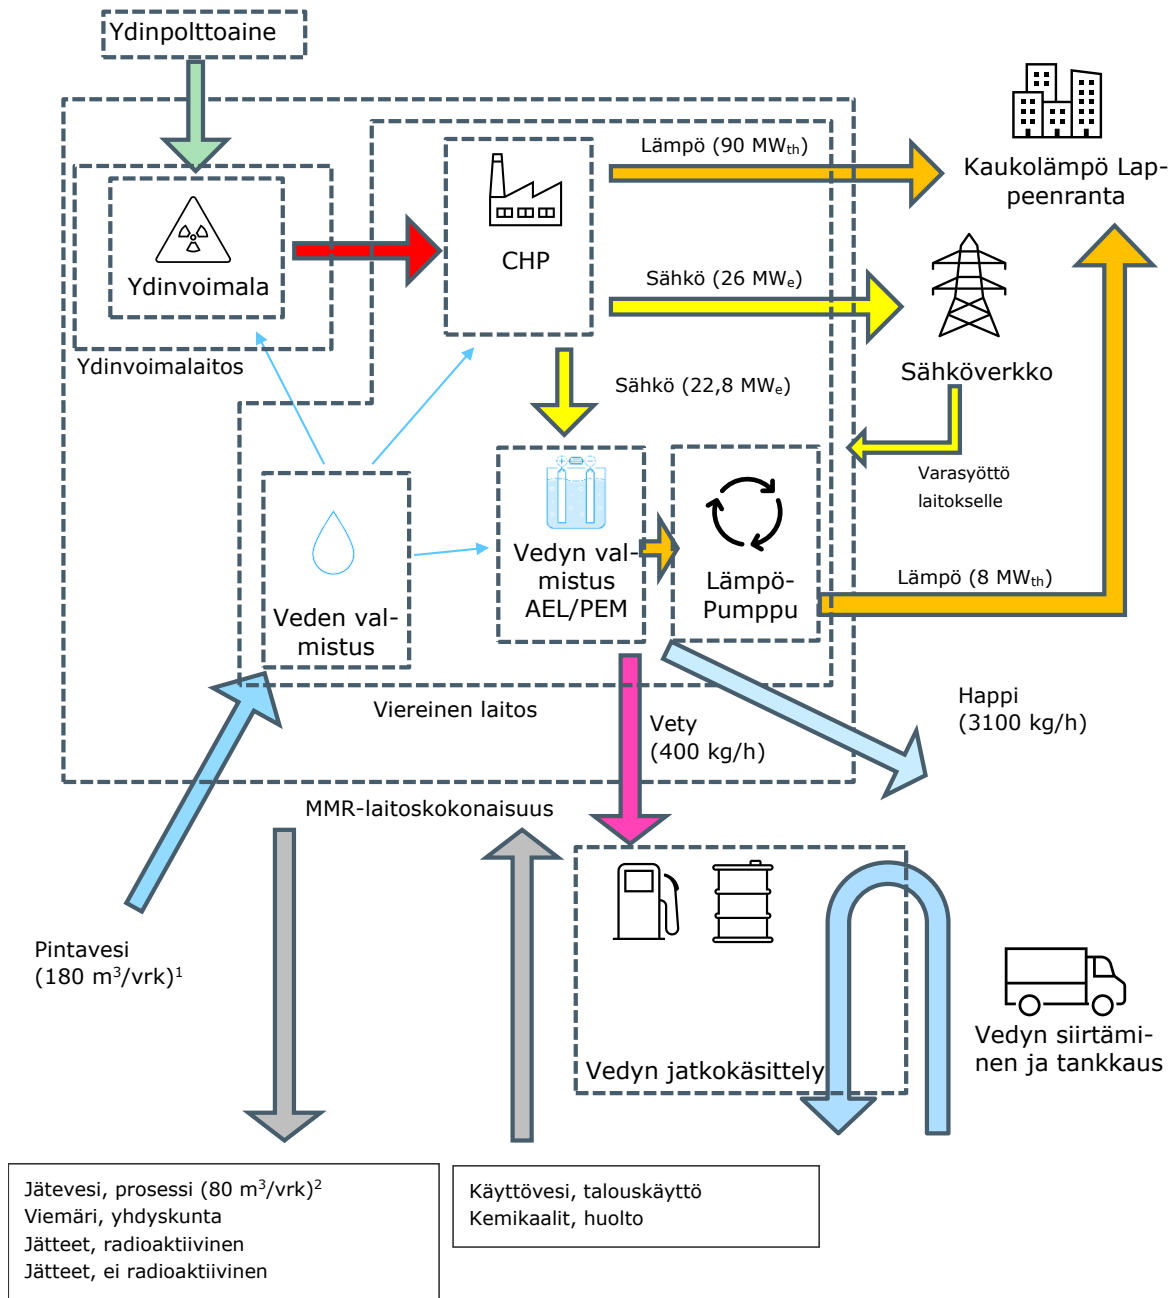 Ydinpolttoaine
Lämpö (90 MWth)
Kaukolämpö Lap-
peenranta
CHP
Ydinvoimala
Sähkö (26 MWe)
Ydinvoimalaitos
Sähköverkko
Sähkö (22,8 MWe)
Varasyöttö
laitokselle
Vedyn val-
mistus
AEL/PEM
Lämpö-
Pumppu
Lämpö (8 MWth)
Veden val-
mistus
Viereinen laitos
Vety
(400 kg/h)
Happi
(3100 kg/h)
MMR-laitoskokonaisuus
Pintavesi
(180 m³/vrk)¹
Vedyn jatkokäsittely
Vedyn siirtämi-
nen ja tankkaus
Jätevesi, prosessi (80 m³/vrk)²
Viemäri, yhdyskunta
Jätteet, radioaktiivinen
Jätteet, ei radioaktiivinen
Käyttövesi, talouskäyttö
Kemikaalit, huolto